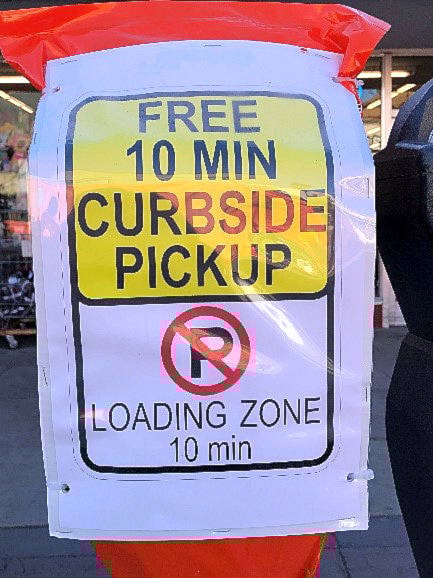 FREE
10 MIN
CURBSIDE
PICKUP
P
LOADING ZONE
10 min